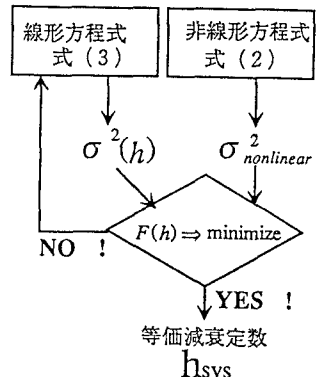 線形方程式
式(3)
非線形方程式
式(2)
σ²(h)
σ²nonlinear
F(h) ⇒ minimize
NO !
YES !
等価減衰定数
hsys